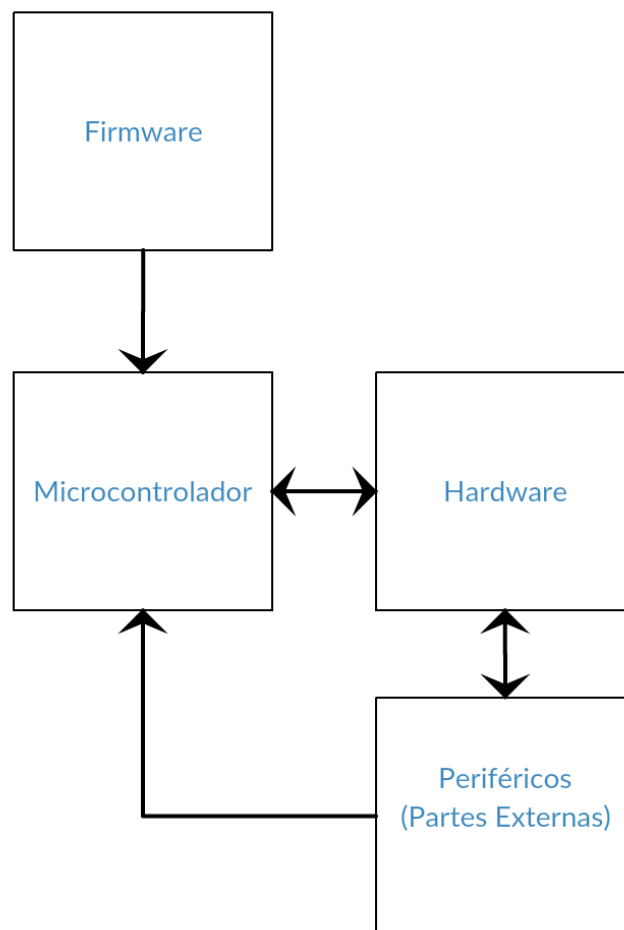 Firmware
Microcontrolador
Hardware
Periféricos
(Partes Externas)